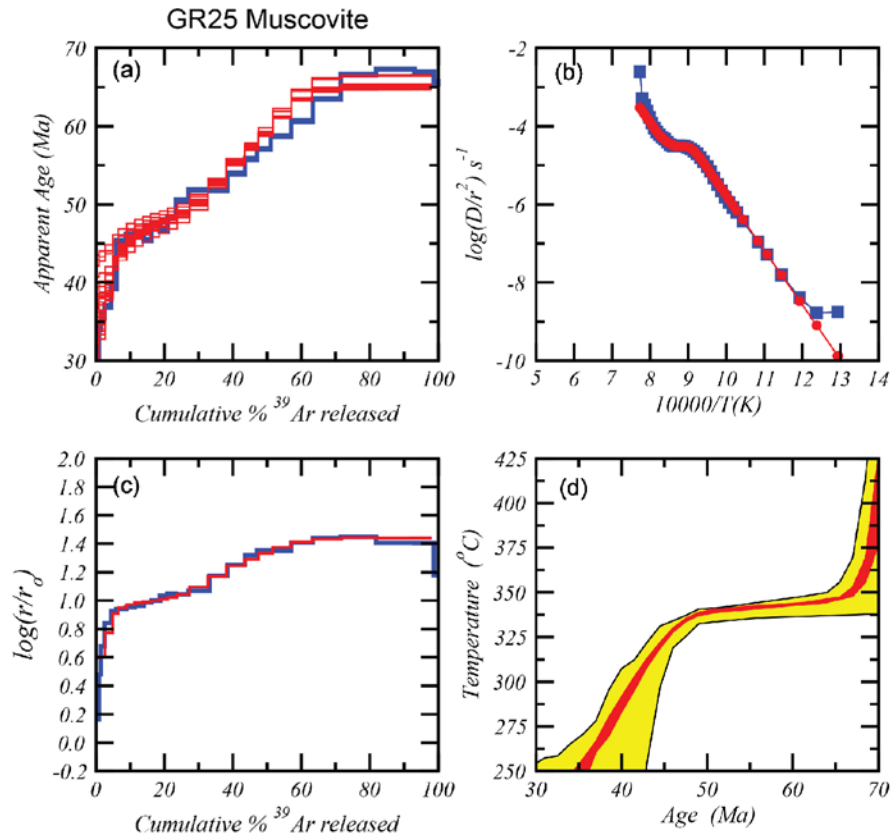 GR25 Muscovite
(a)
Apparent Age (Ma)
70
60
50
40
30
0 20 40 60 80 100
Cumulative % ³⁹Ar released
(b)
log(D/r²) s⁻¹
-2
-4
-6
-8
-10
5 6 7 8 9 10 11 12 13 14
10000/T(K)
(c)
log(r/rₒ)
2.0
1.8
1.6
1.4
1.2
1.0
0.8
0.6
0.4
0.2
0.0
-0.2
0 20 40 60 80 100
Cumulative % ³⁹Ar released
(d)
Temperature (°C)
425
400
375
350
325
300
275
250
30 40 50 60 70
Age (Ma)